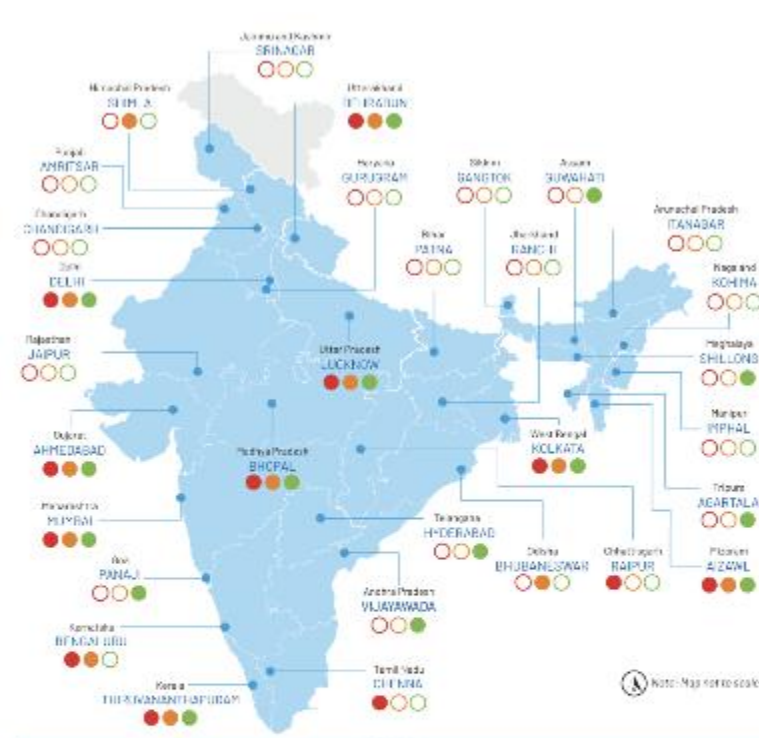 Jammu and Kashmir
SRINAGAR
Himachal Pradesh
SHIMLA
Uttarakhand
DEHRADUN
Punjab
AMRITSAR
Haryana
GURUGRAM
Sikkim
GANGTOK
Assam
GUWAHATI
Chandigarh
CHANDIGARH
Bihar
PATNA
Jharkhand
RANCHI
Arunachal Pradesh
ITANAGAR
Delhi
DELHI
Nagaland
KOHIMA
Rajasthan
JAIPUR
Uttar Pradesh
LUCKNOW
Meghalaya
SHILLONG
Gujarat
AHMEDABAD
Madhya Pradesh
BHOPAL
West Bengal
KOLKATA
Manipur
IMPHAL
Maharashtra
MUMBAI
Telangana
HYDERABAD
Tripura
AGARTALA
Goa
PANAJI
Odisha
BHUBANESWAR
Chhattisgarh
RAIPUR
Mizoram
AIZAWL
Andhra Pradesh
VIJAYAWADA
Karnataka
BENGALURU
Kerala
THIRUVANANTHAPURAM
Tamil Nadu
CHENNAI
Note: Map not to scale